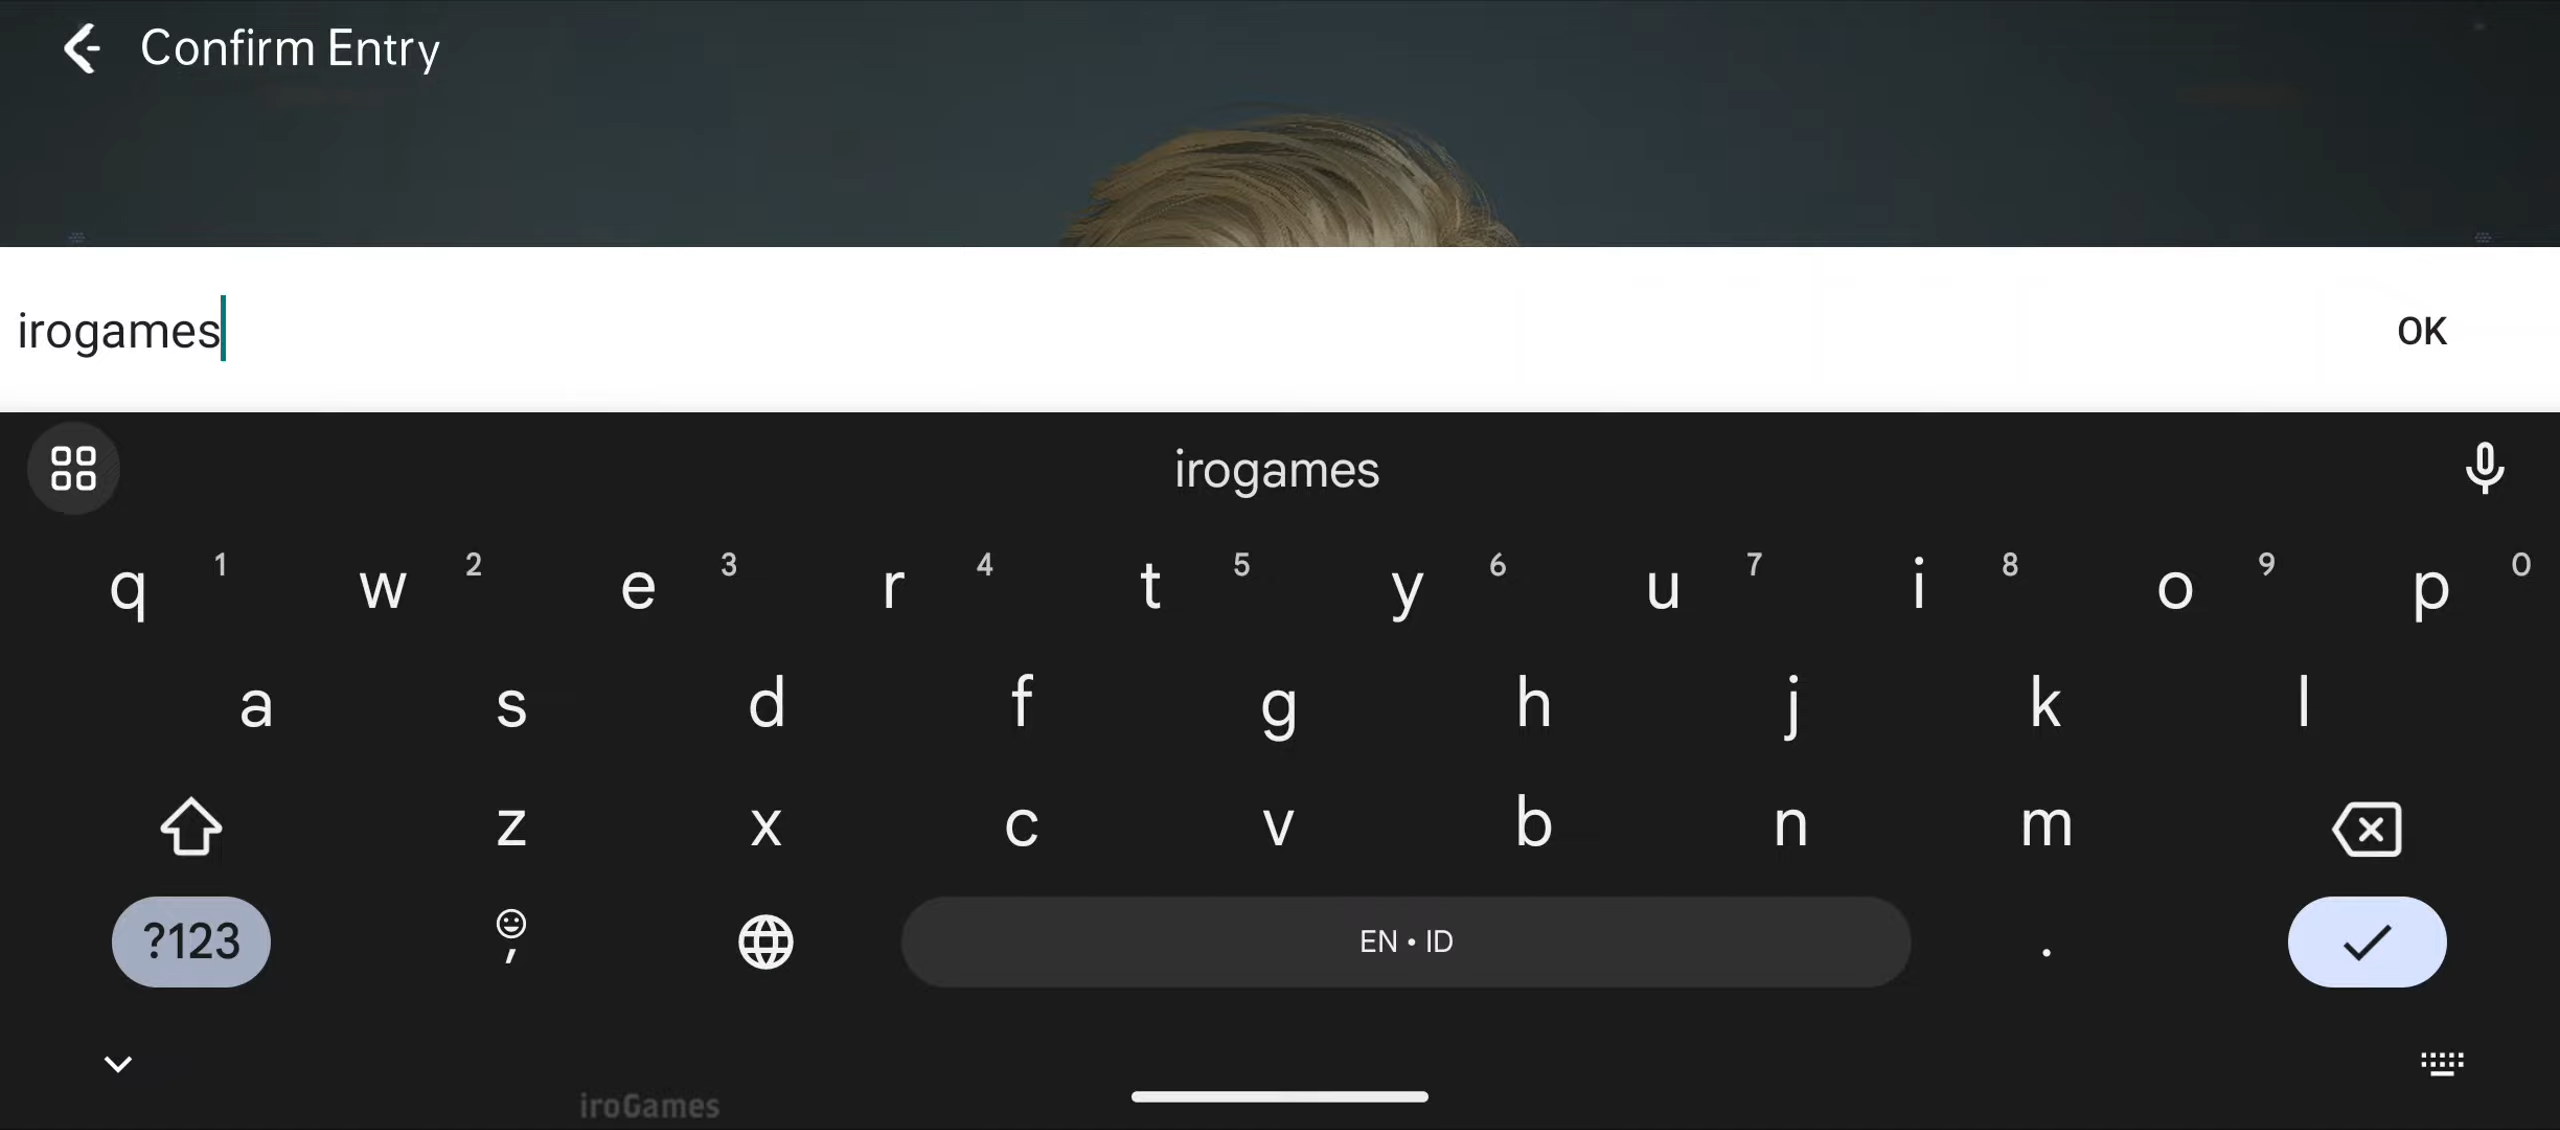 Confirm Entry
irogames
OK
irogames
q 1 w 2 e 3 r 4 t 5 y 6 u 7 i 8 o 9 p 0
a s d f g h j k l
z x c v b n m
?123 , EN • ID .
iroGames